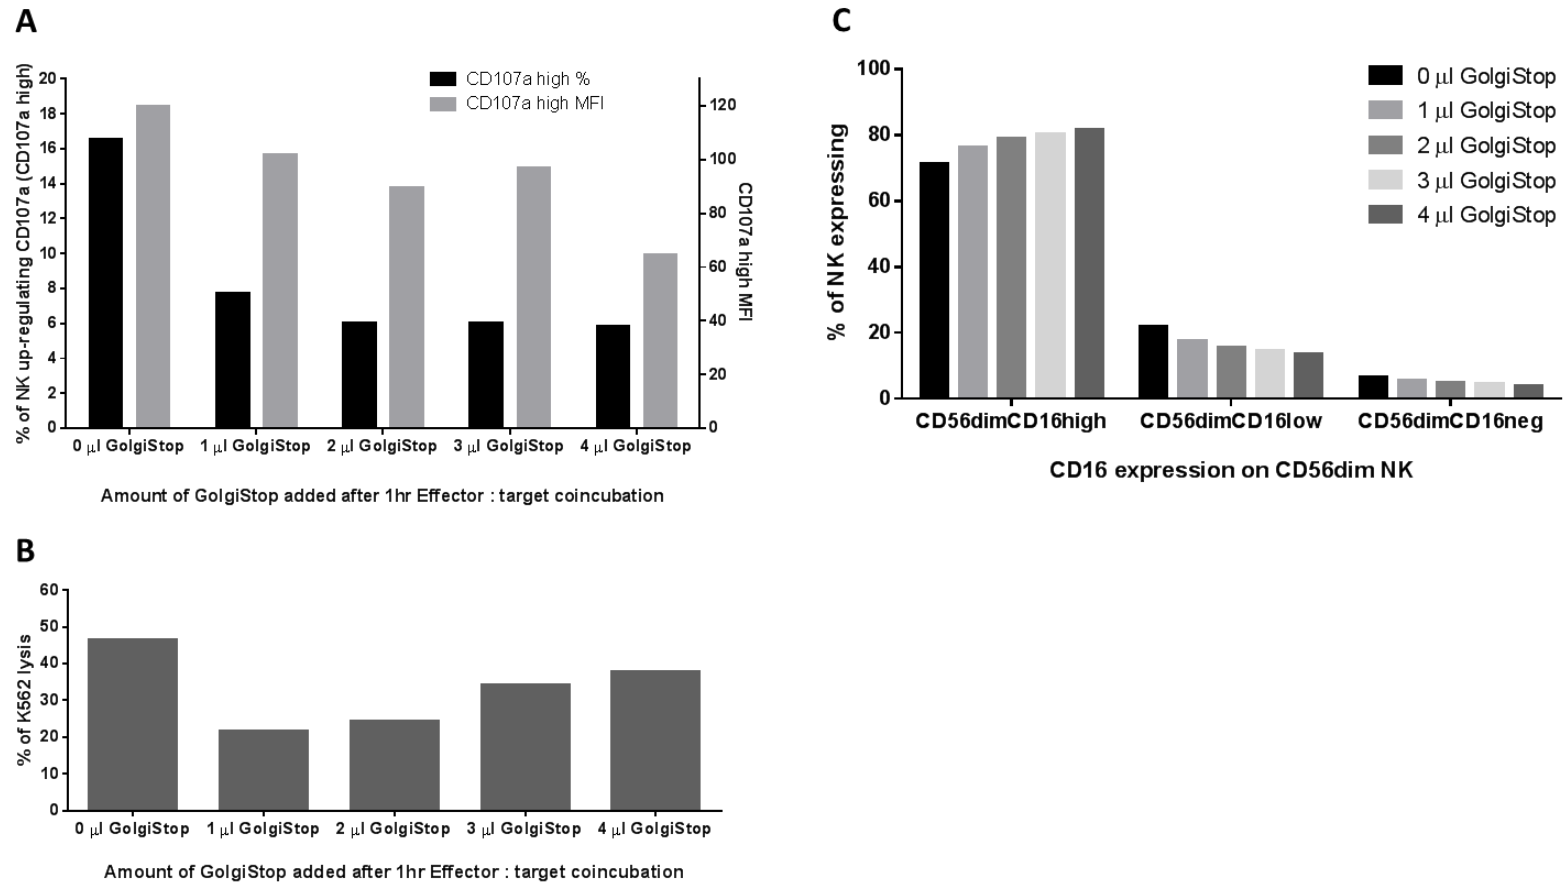 A
% of NK up-regulating CD107a (CD107a high)
20
18
16
14
12
10
8
6
4
2
0
CD107a high %
CD107a high MFI
120
100
80
60
40
20
0
CD107a high MFI
0 µl GolgiStop 1 µl GolgiStop 2 µl GolgiStop 3 µl GolgiStop 4 µl GolgiStop
Amount of GolgiStop added after 1hr Effector : target coincubation
B
% of K562 lysis
60
50
40
30
20
10
0
0 µl GolgiStop 1 µl GolgiStop 2 µl GolgiStop 3 µl GolgiStop 4 µl GolgiStop
Amount of GolgiStop added after 1hr Effector : target coincubation
C
% of NK expressing
100
80
60
40
20
0
0 µl GolgiStop
1 µl GolgiStop
2 µl GolgiStop
3 µl GolgiStop
4 µl GolgiStop
CD56dimCD16high CD56dimCD16low CD56dimCD16neg
CD16 expression on CD56dim NK